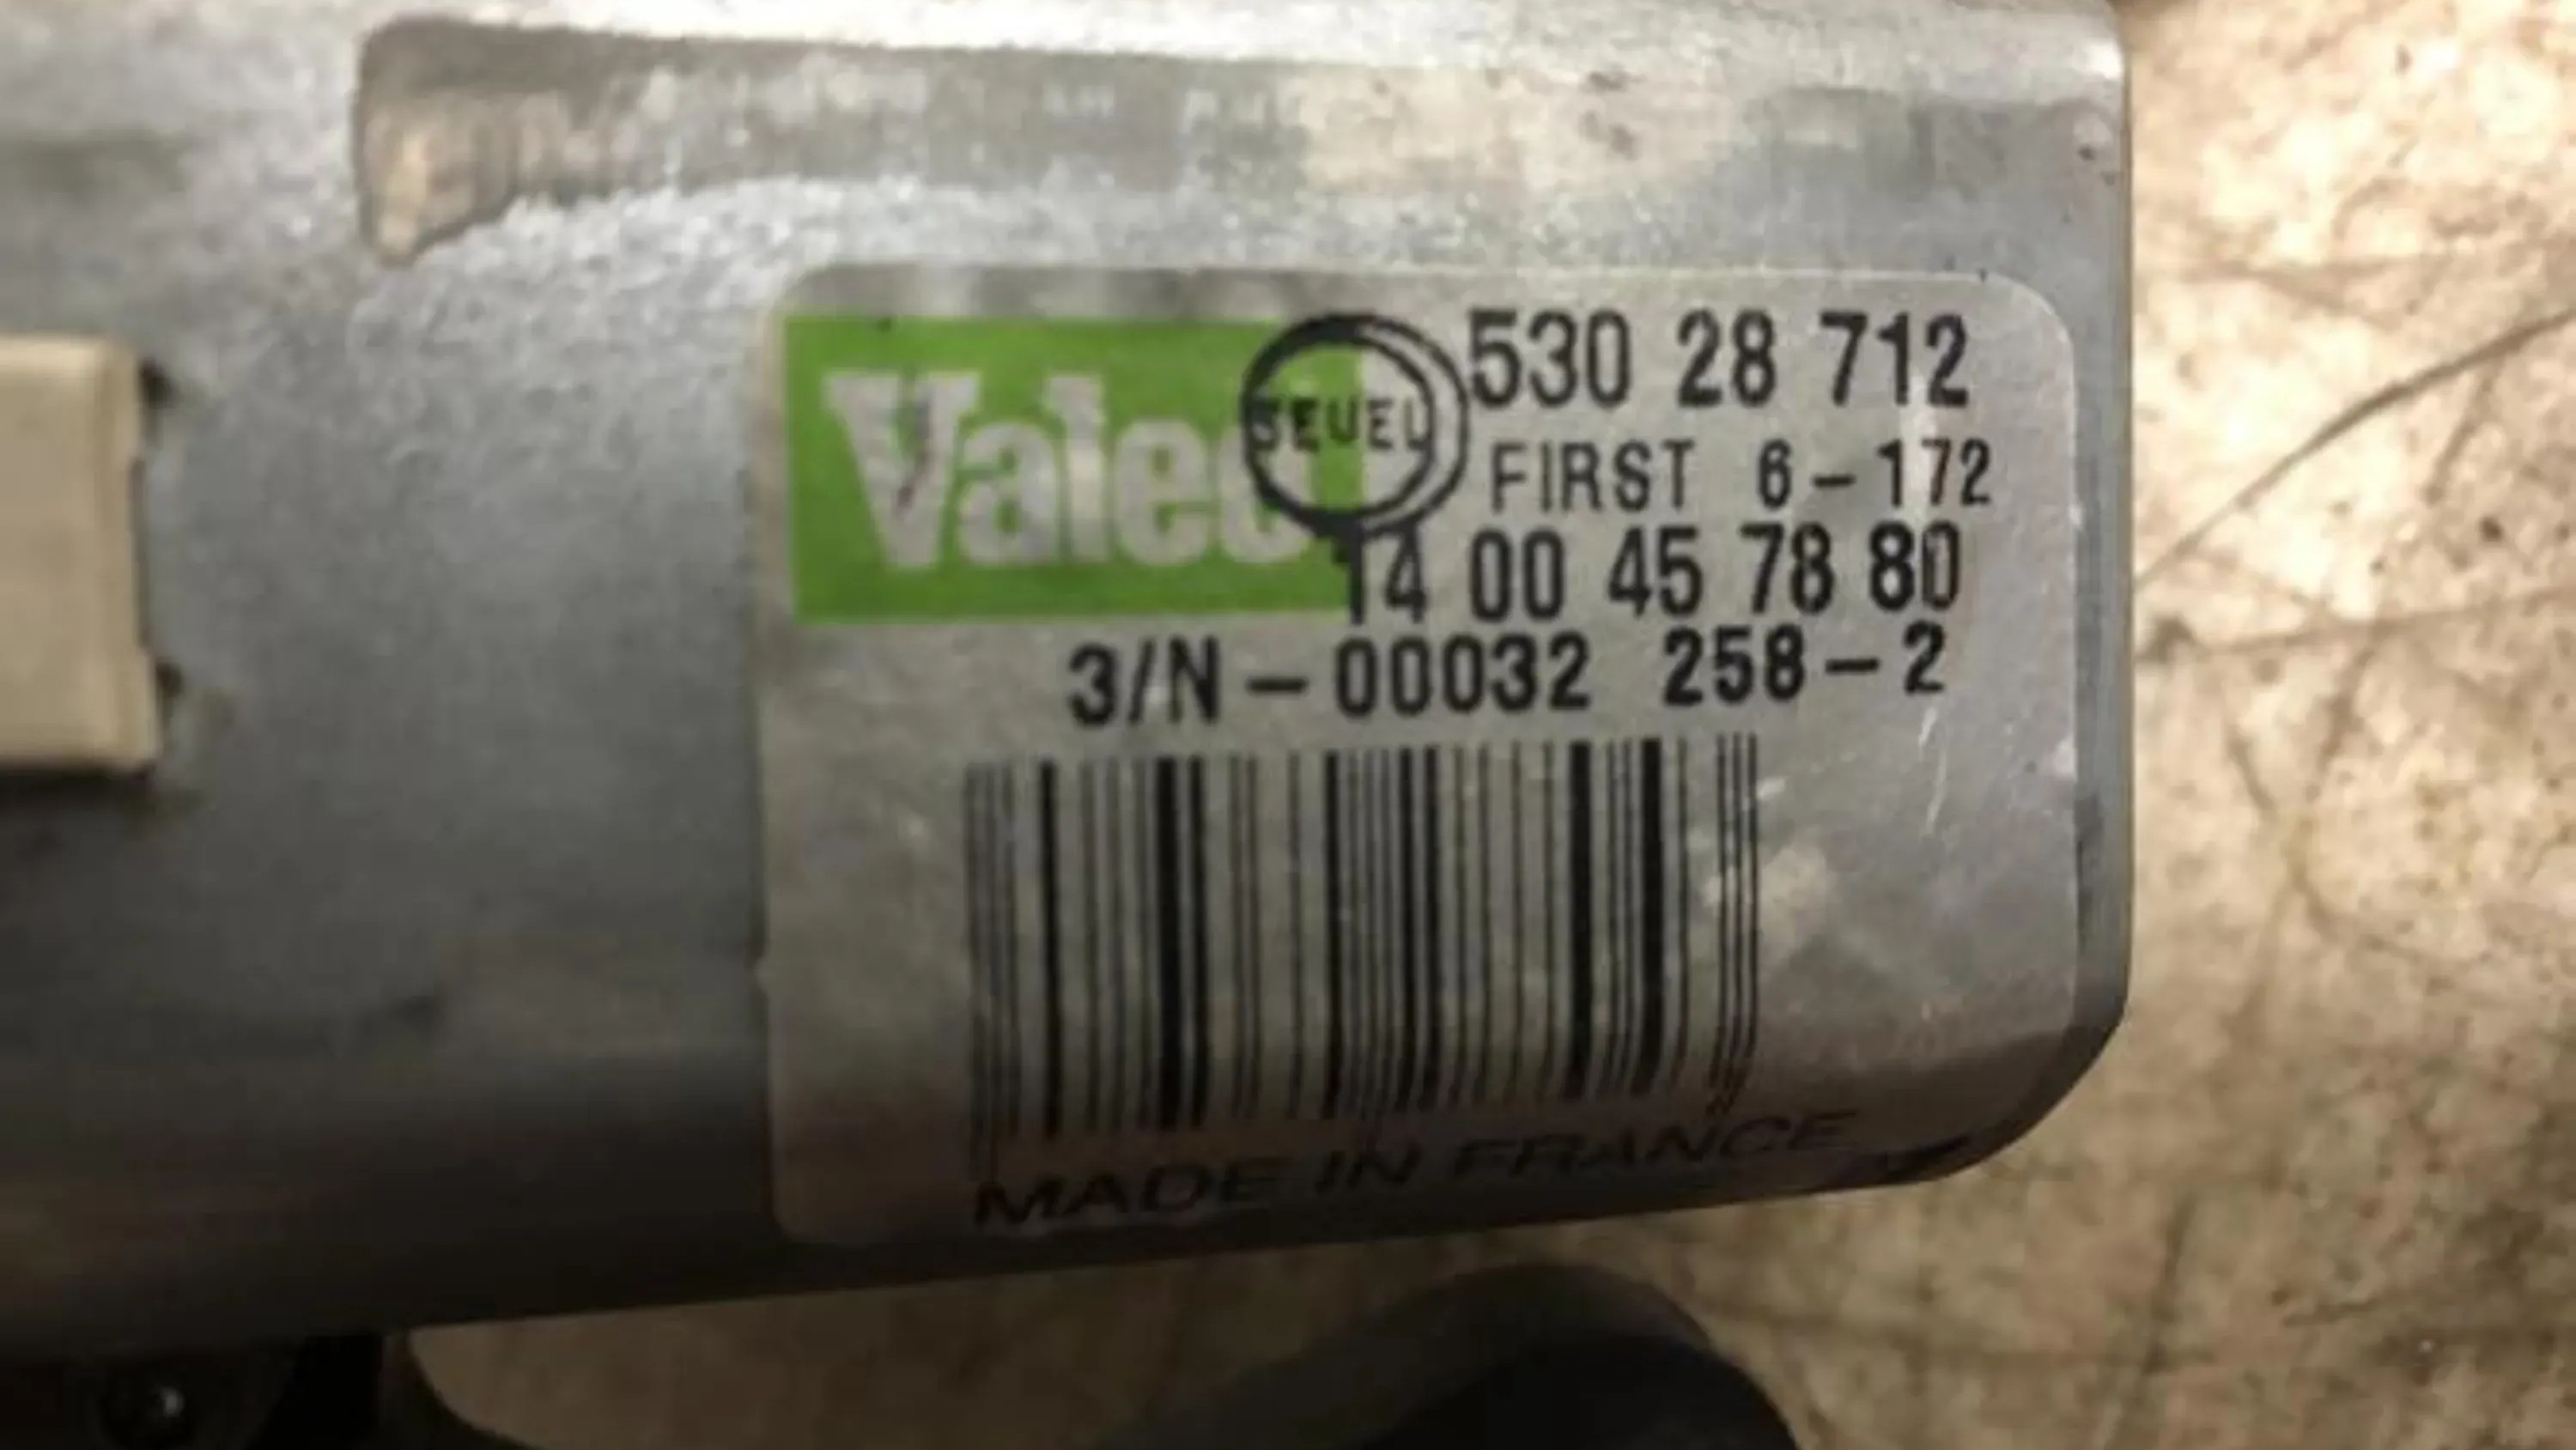 Valeo
SEUEL
530 28 712
FIRST 6-172
14 00 45 78 80
3/N-00032 258-2
MADE IN FRANCE